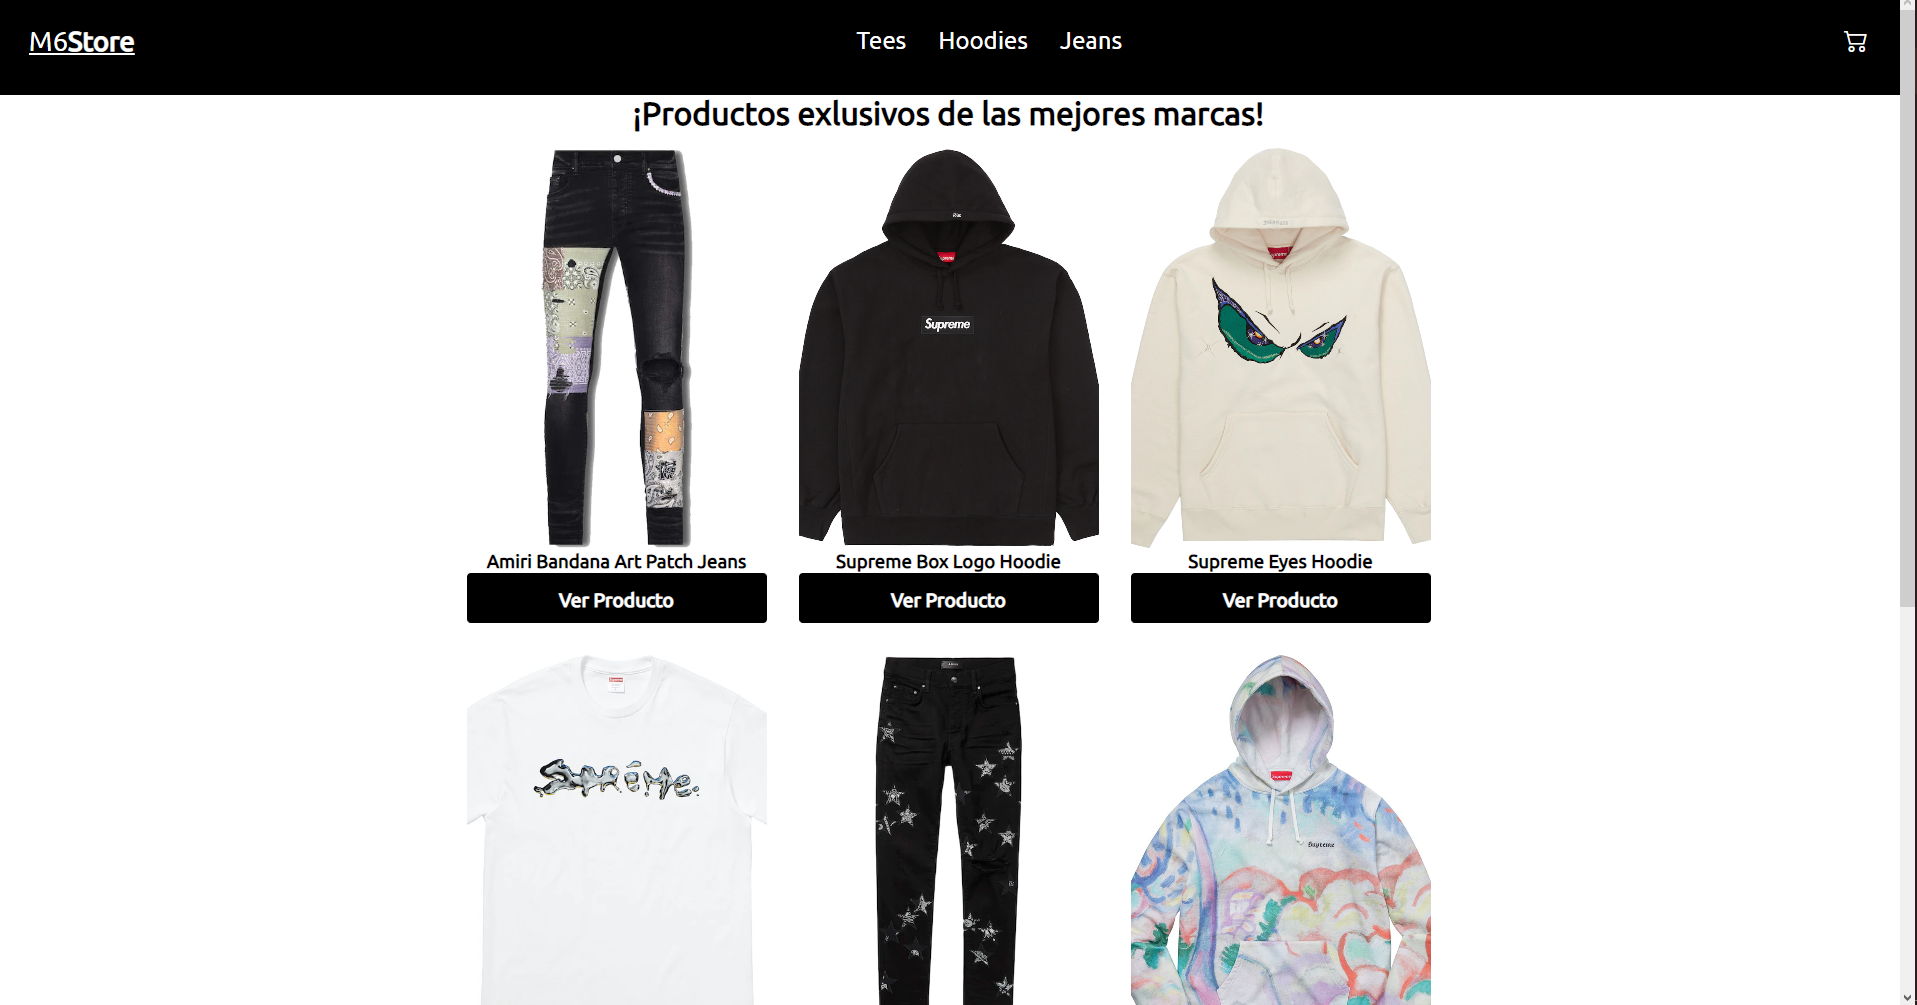 M6Store
Tees Hoodies Jeans
¡Productos exlusivos de las mejores marcas!
Supreme
Amiri Bandana Art Patch Jeans
Supreme Box Logo Hoodie
Supreme Eyes Hoodie
Ver Producto
Ver Producto
Ver Producto
Supreme
Supreme